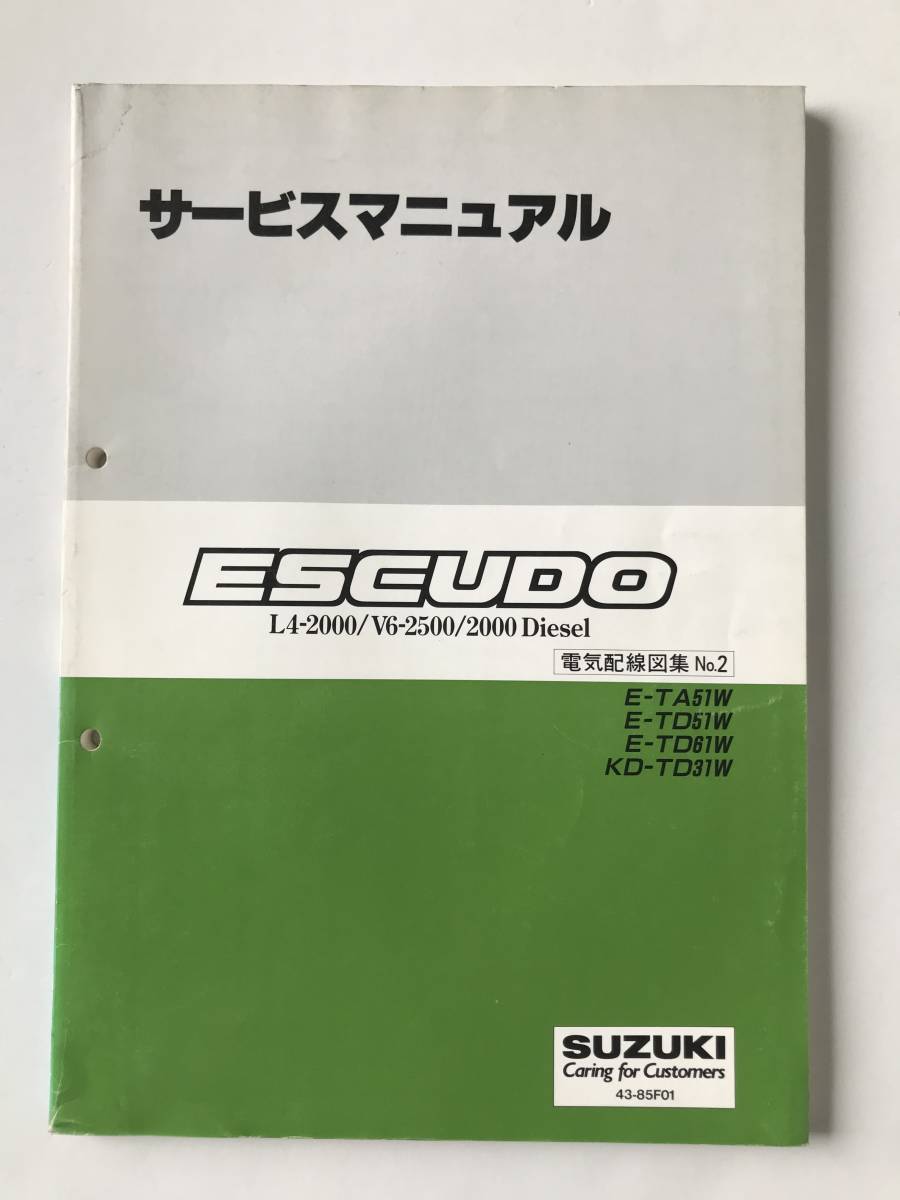 サービスマニュアル
ESCUDO
L4-2000/V6-2500/2000 Diesel
電気配線図集 No.2
E-TA51W
E-TD51W
E-TD61W
KD-TD31W
SUZUKI
Caring for Customers
43-85F01